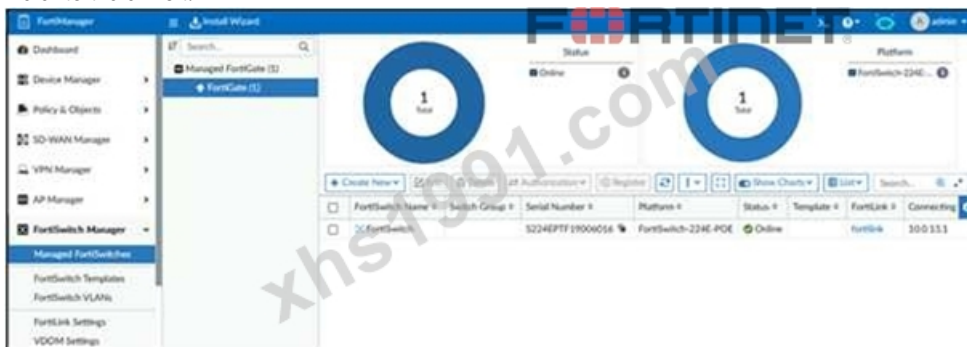 FortiManager
Install Wizard
admin
FORTINET
Dashboard
Device Manager
Policy & Objects
SD-WAN Manager
VPN Manager
AP Manager
FortiSwitch Manager
Managed FortiSwitches
FortiSwitch Templates
FortiSwitch VLANs
FortiLink Settings
VDOM Settings
Search...
Managed FortiGate (1)
FortiGate (1)
1
Total
Status
Online
1
Total
Platform
FortiSwitch-224E-...
Create New
Authorization
Register
Show Charts
List
Search...
FortiSwitch Name Switch Group Serial Number Platform Status Template FortiLink Connecting
FortiSwitch S224EPTF19006016 FortiSwitch-224E-POE Online fortilink 10.0.13.1
xhs1991.com